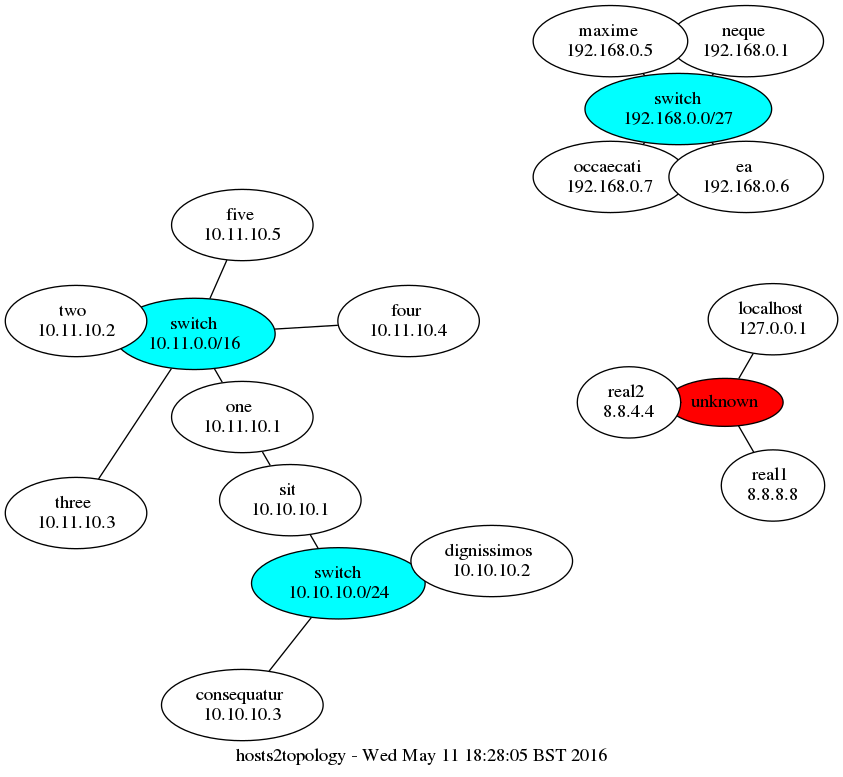 maxime
192.168.0.5
neque
192.168.0.1
switch
192.168.0.0/27
occaecati
192.168.0.7
ea
192.168.0.6
five
10.11.10.5
two
10.11.10.2
switch
10.11.0.0/16
four
10.11.10.4
one
10.11.10.1
three
10.11.10.3
sit
10.10.10.1
switch
10.10.10.0/24
dignissimos
10.10.10.2
consequatur
10.10.10.3
localhost
127.0.0.1
real2
8.8.4.4
unknown
real1
8.8.8.8
hosts2topology - Wed May 11 18:28:05 BST 2016